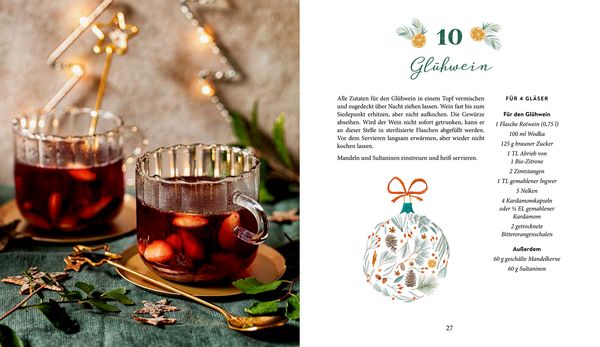 10
Glühwein
Alle Zutaten für den Glühwein in einem Topf vermischen
und zugedeckt über Nacht ziehen lassen. Wein fast bis zum
Siedepunkt erhitzen, aber nicht aufkochen. Die Gewürze
abseihen. Wird der Wein nicht sofort getrunken, kann er
an dieser Stelle in sterilisierte Flaschen abgefüllt werden.
Vor dem Servieren langsam erwärmen, aber wieder nicht
kochen lassen.
Mandeln und Sultaninen einstreuen und heiß servieren.
FÜR 4 GLÄSER
Für den Glühwein
1 Flasche Rotwein (0,75 l)
100 ml Wodka
125 g brauner Zucker
1 TL Abrieb von
1 Bio-Zitrone
2 Zimtstangen
1 TL gemahlener Ingwer
5 Nelken
4 Kardamomkapseln
oder ½ EL gemahlener
Kardamom
2 getrocknete
Bitterorangenschalen
Außerdem
60 g geschälte Mandelkerne
60 g Sultaninen
27